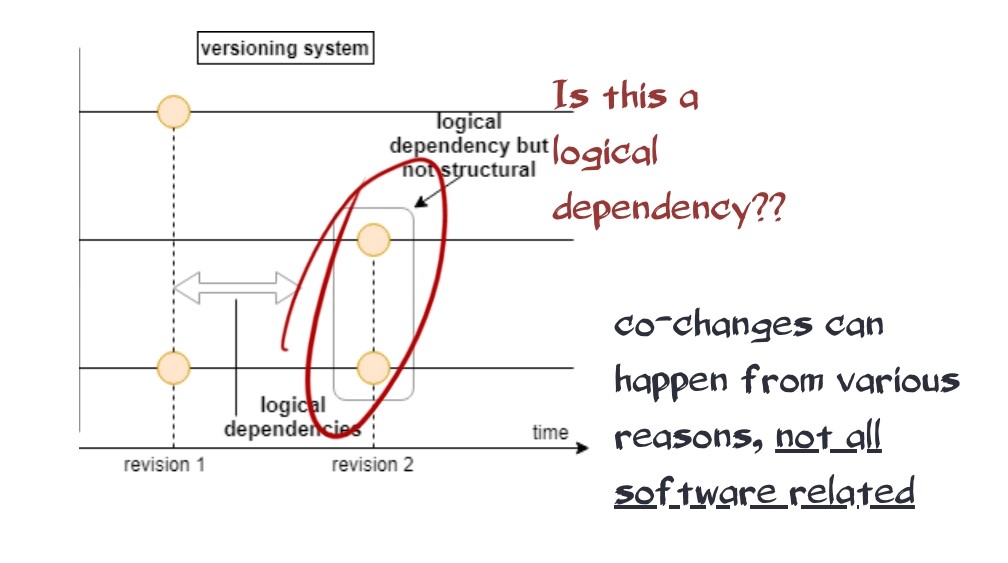 versioning system
logical
dependency but
not structural
Is this a
logical
dependency??
logical
dependencies
time
revision 1
revision 2
co-changes can
happen from various
reasons, not all
software related